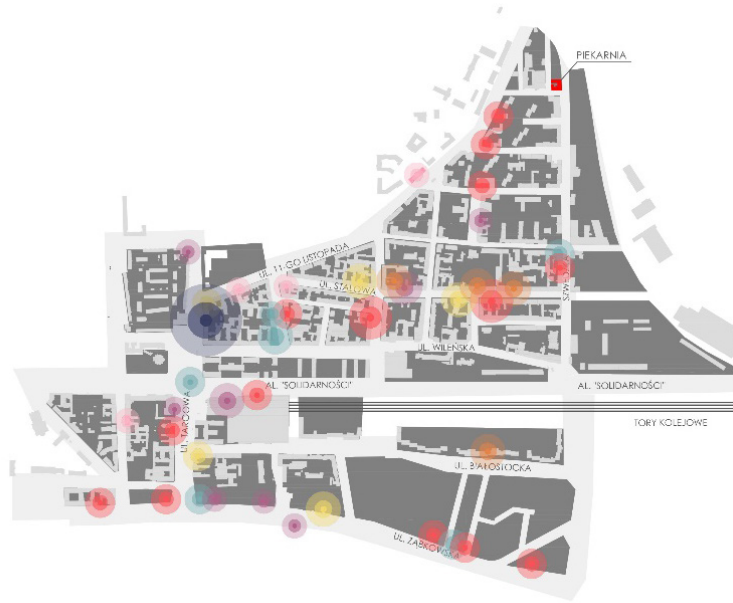 PIEKARNIA
UL. 11-GO LISTOPADA
UL. STALOWA
UL. WILEŃSKA
AL. "SOLIDARNOŚCI"
AL. "SOLIDARNOŚCI"
UL. TARGOWA
TORY KOLEJOWE
UL. BIAŁOSTOCKA
UL. ZĄBKOWSKA